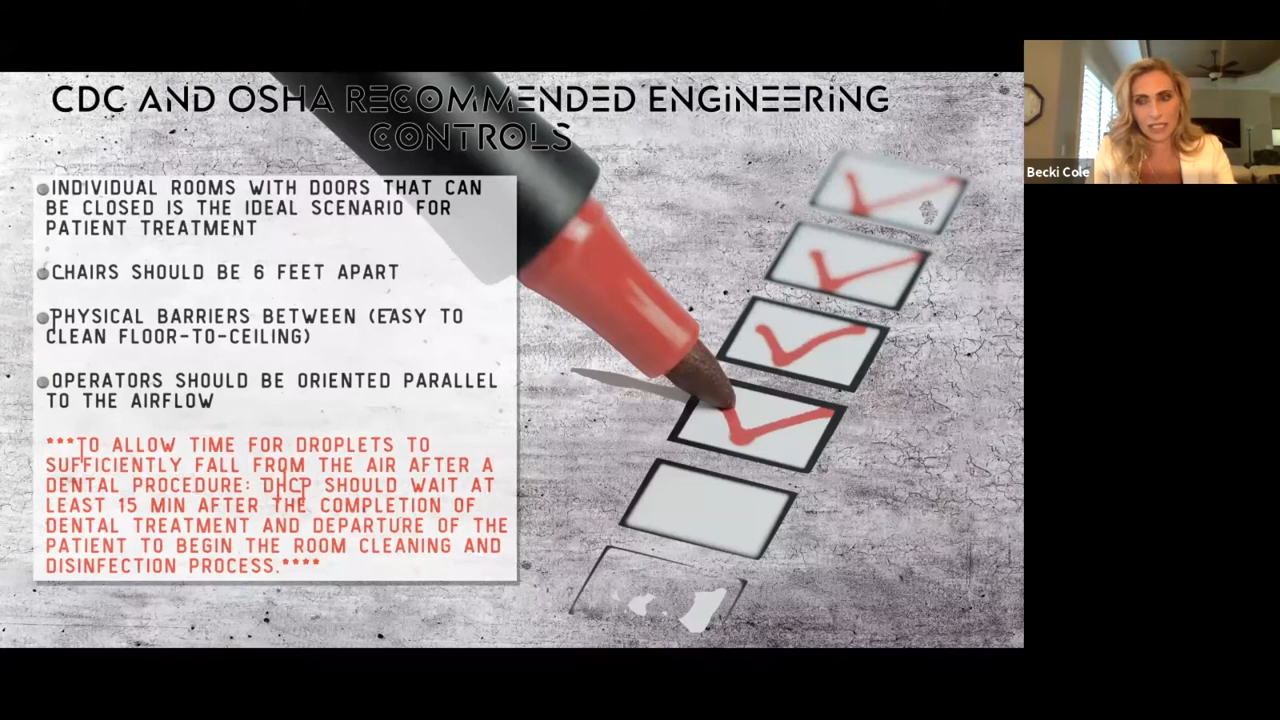 CDC AND OSHA RECOMMENDED ENGINEERING
CONTROLS
INDIVIDUAL ROOMS WITH DOORS THAT CAN
BE CLOSED IS THE IDEAL SCENARIO FOR
PATIENT TREATMENT
CHAIRS SHOULD BE 6 FEET APART
PHYSICAL BARRIERS BETWEEN (EASY TO
CLEAN FLOOR-TO-CEILING)
OPERATORS SHOULD BE ORIENTED PARALLEL
TO THE AIRFLOW
***TO ALLOW TIME FOR DROPLETS TO
SUFFICIENTLY FALL FROM THE AIR AFTER A
DENTAL PROCEDURE: DHCP SHOULD WAIT AT
LEAST 15 MIN AFTER THE COMPLETION OF
DENTAL TREATMENT AND DEPARTURE OF THE
PATIENT TO BEGIN THE ROOM CLEANING AND
DISINFECTION PROCESS.****
Becki Cole